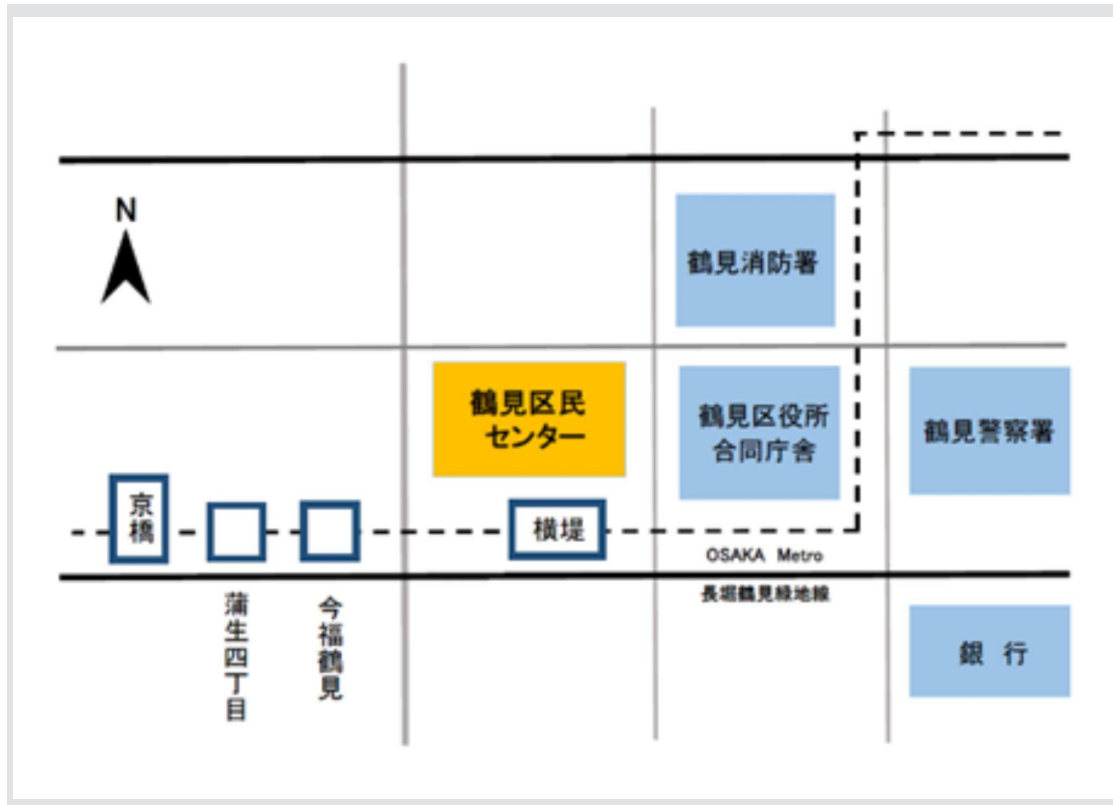 N
鶴見消防署
鶴見区民
センター
鶴見区役所
合同庁舎
鶴見警察署
京橋
横堤
OSAKA Metro
長堀鶴見緑地線
蒲生四丁目
今福鶴見
銀 行